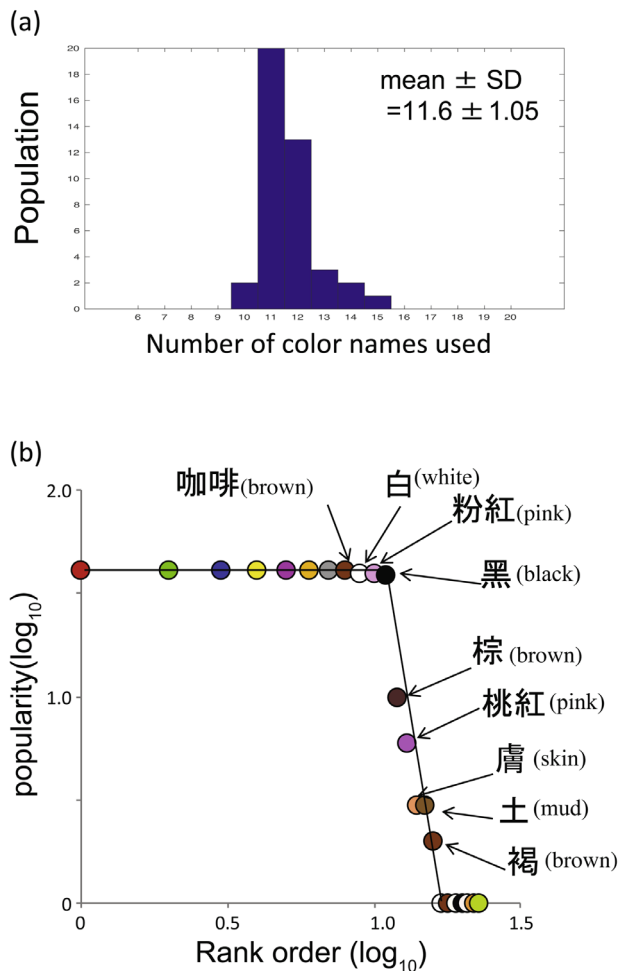 (a)
20
18
16
14
12
10
8
6
4
2
0
mean ± SD
=11.6 ± 1.05
Population
6 7 8 9 10 11 12 13 14 15 16 17 18 19 20
Number of color names used
(b)
咖啡(brown)
白(white)
粉紅(pink)
黑(black)
棕(brown)
桃紅(pink)
膚(skin)
土(mud)
褐(brown)
2.0
1.0
0
popularity(log10)
0 0.5 1.0 1.5
Rank order (log10)